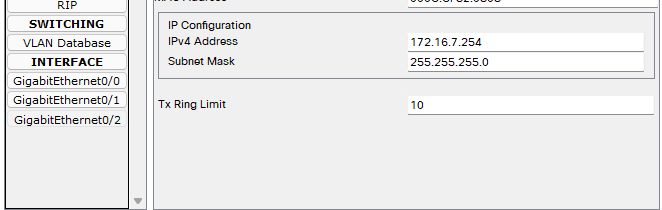 RIP
SWITCHING
VLAN Database
INTERFACE
GigabitEthernet0/0
GigabitEthernet0/1
GigabitEthernet0/2
IP Configuration
IPv4 Address 172.16.7.254
Subnet Mask 255.255.255.0
Tx Ring Limit 10